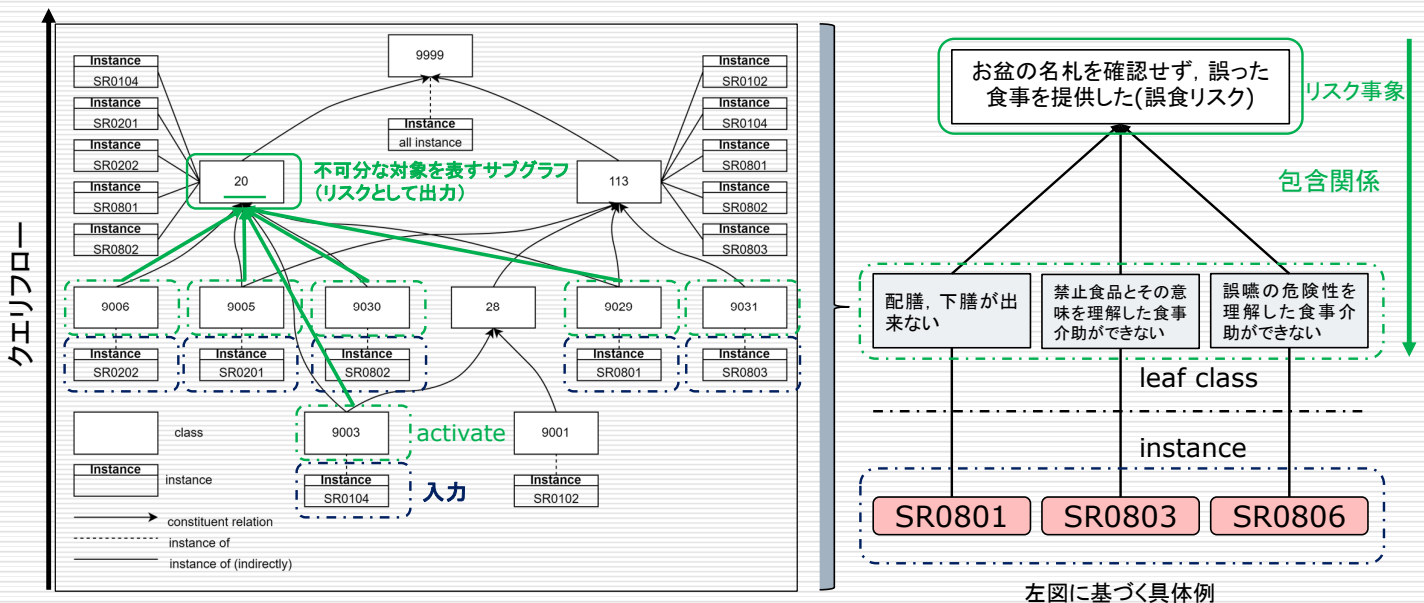 クエリフロー
9999
Instance
SR0104
Instance
SR0201
Instance
SR0202
Instance
SR0801
Instance
SR0802
Instance
all instance
Instance
SR0102
Instance
SR0104
Instance
SR0801
Instance
SR0802
Instance
SR0803
20
不可分な対象を表すサブグラフ
(リスクとして出力)
113
9006
9005
9030
28
9029
9031
Instance
SR0202
Instance
SR0201
Instance
SR0802
Instance
SR0801
Instance
SR0803
class
9003
activate
9001
Instance
instance
Instance
SR0104
入力
Instance
SR0102
constituent relation
instance of
instance of (indirectly)
お盆の名札を確認せず，誤った
食事を提供した(誤食リスク)
リスク事象
包含関係
配膳，下膳が出
来ない
禁止食品とその意
味を理解した食事
介助ができない
誤嚥の危険性を
理解した食事介
助ができない
leaf class
instance
SR0801
SR0803
SR0806
左図に基づく具体例